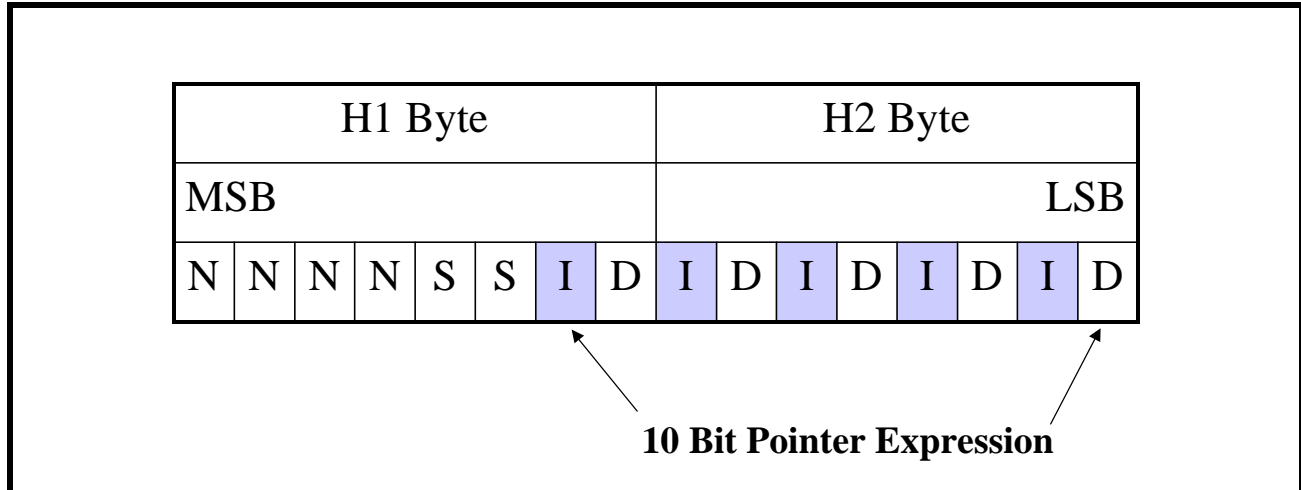 H1 Byte H2 Byte
MSB LSB
N N N N S S I D I D I D I D I D
10 Bit Pointer Expression